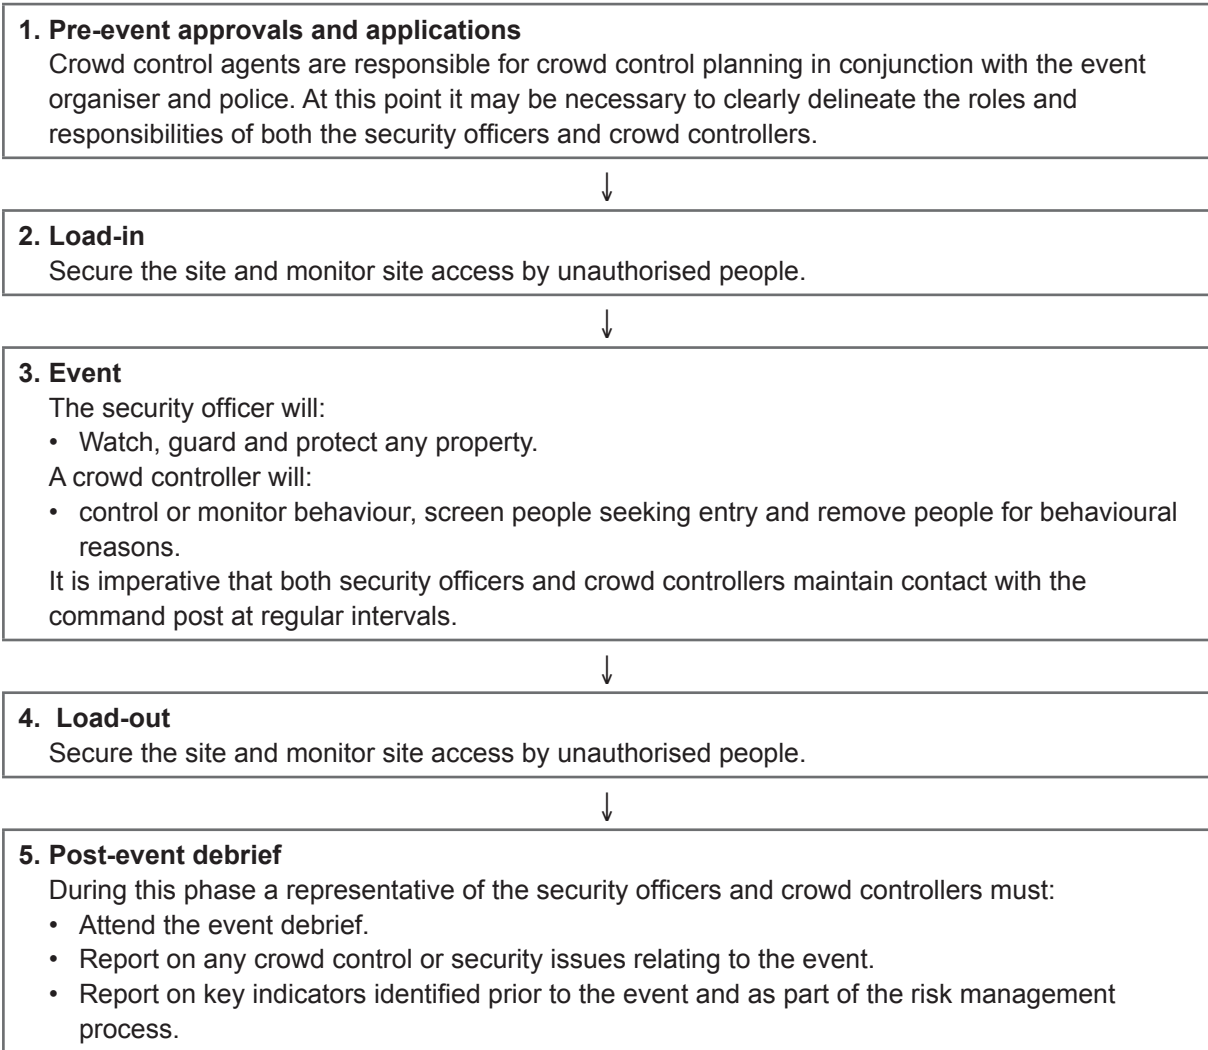 1. Pre-event approvals and applications
Crowd control agents are responsible for crowd control planning in conjunction with the event
organiser and police. At this point it may be necessary to clearly delineate the roles and
responsibilities of both the security officers and crowd controllers.
↓
2. Load-in
Secure the site and monitor site access by unauthorised people.
↓
3. Event
The security officer will:
• Watch, guard and protect any property.
A crowd controller will:
• control or monitor behaviour, screen people seeking entry and remove people for behavioural
reasons.
It is imperative that both security officers and crowd controllers maintain contact with the
command post at regular intervals.
↓
4. Load-out
Secure the site and monitor site access by unauthorised people.
↓
5. Post-event debrief
During this phase a representative of the security officers and crowd controllers must:
• Attend the event debrief.
• Report on any crowd control or security issues relating to the event.
• Report on key indicators identified prior to the event and as part of the risk management
process.